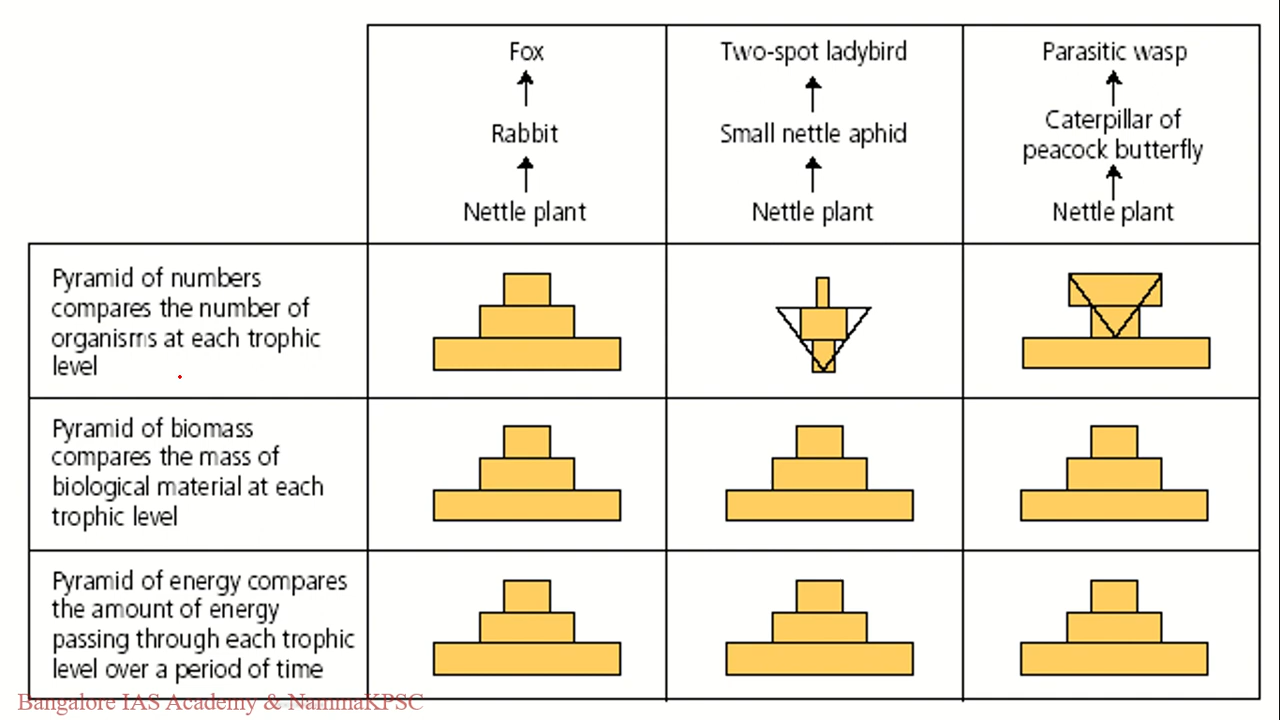 Fox
Rabbit
Nettle plant
Two-spot ladybird
Small nettle aphid
Nettle plant
Parasitic wasp
Caterpillar of
peacock butterfly
Nettle plant
Pyramid of numbers
compares the number of
organisms at each trophic
level
Pyramid of biomass
compares the mass of
biological material at each
trophic level
Pyramid of energy compares
the amount of energy
passing through each trophic
level over a period of time
Bangalore IAS Academy & NammaKPSC